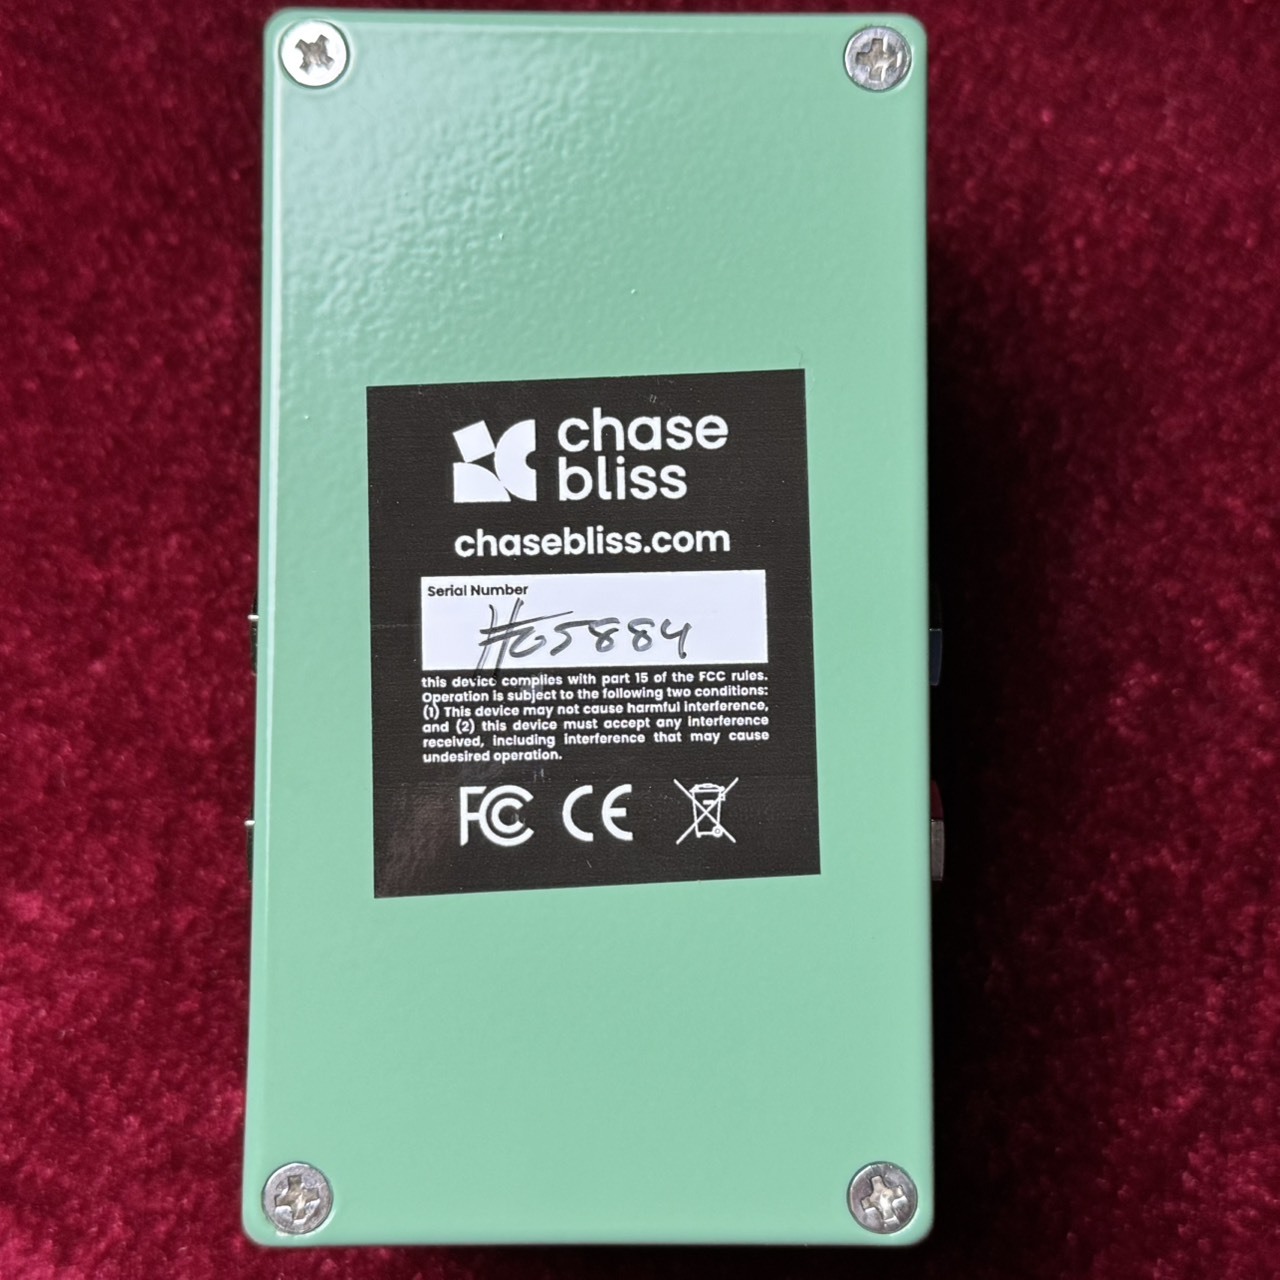 chase
bliss
chasebliss.com
Serial Number
#05884
this device complies with part 15 of the FCC rules.
Operation is subject to the following two conditions:
(1) This device may not cause harmful interference,
and (2) this device must accept any interference
received, including interference that may cause
undesired operation.
FC CE